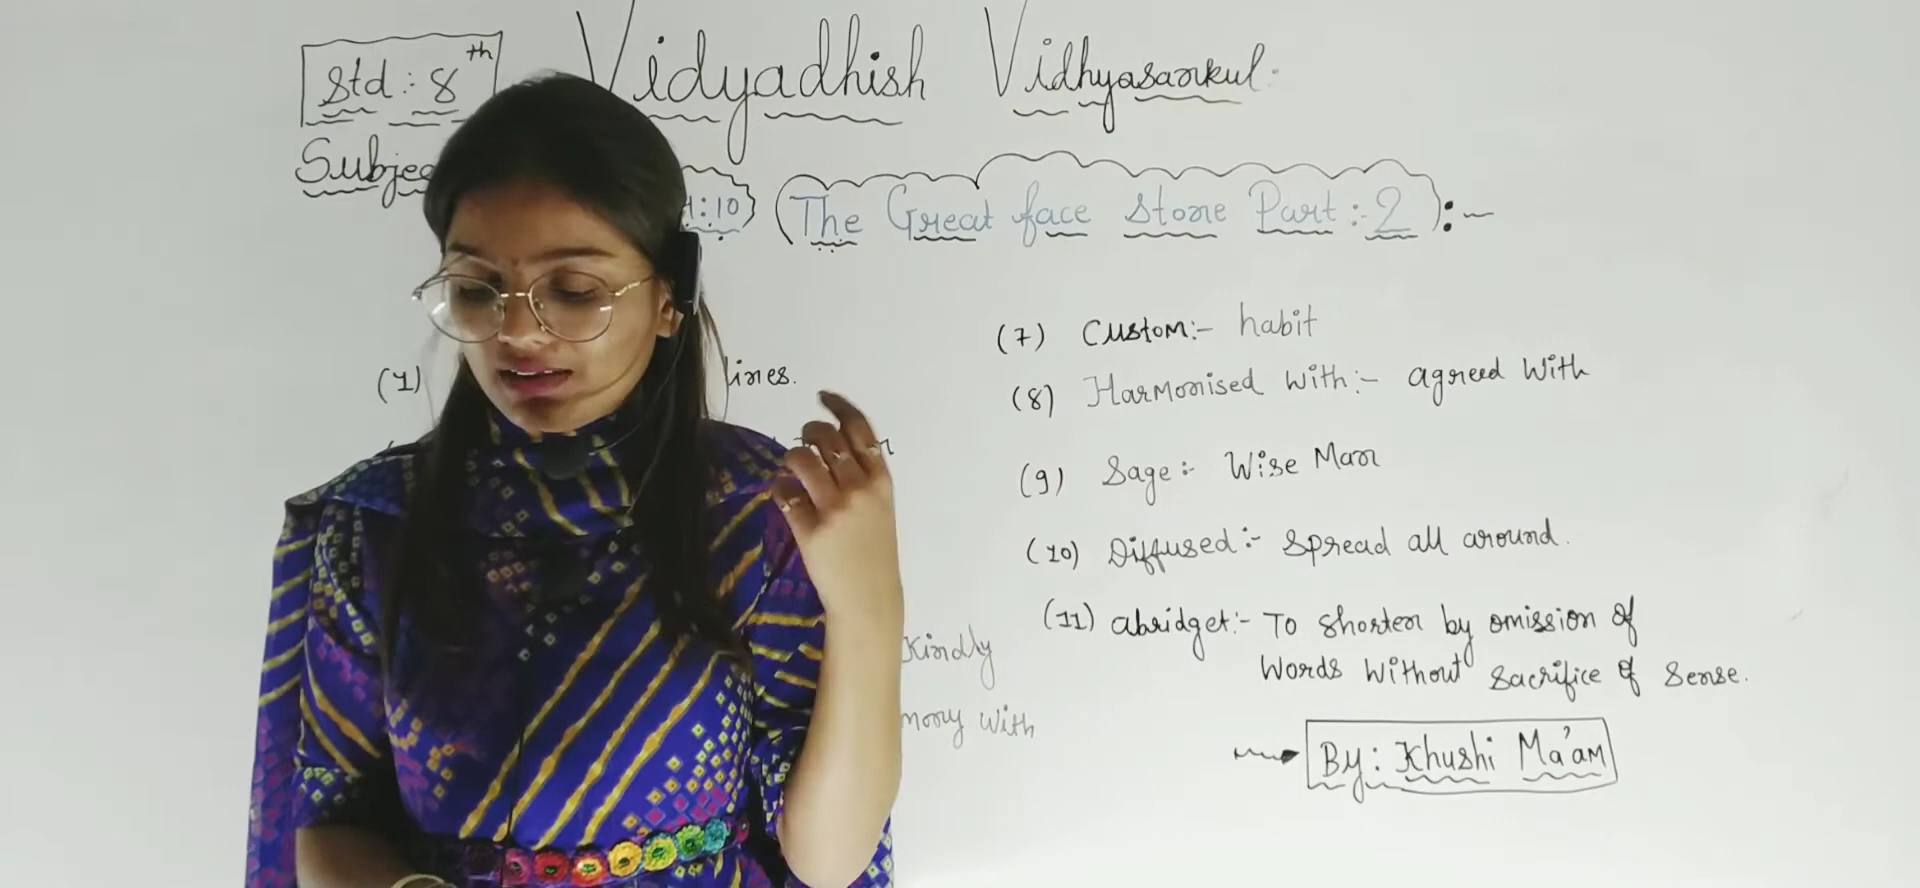 Std : 8th
Vidyadhish Vidhyasankul.
:10 (The Great face Stone Part :- 2) :-
(1) lines.
Kindly
mony with
(7) Custom:- habit
(8) Harmonised with:- agreed with
(9) Sage:- Wise Man
(10) Diffused:- Spread all around.
(11) abridget:- To shorten by omission of
words without sacrifice of sense.
By: Khushi Ma'am